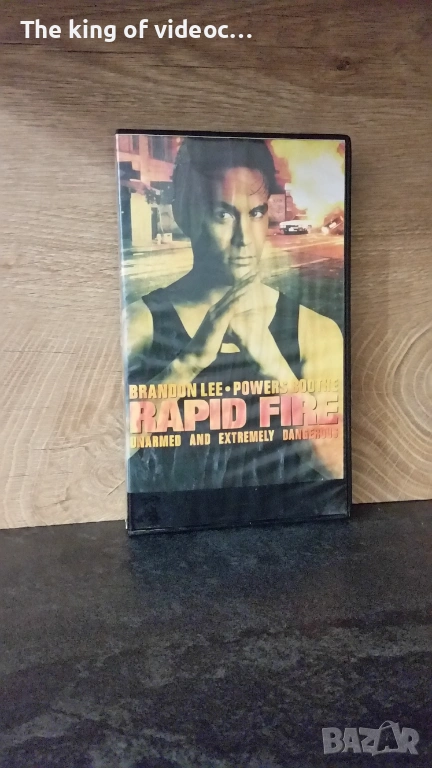 The king of videoc...
BRANDON LEE • POWERS BOOTHE
RAPID FIRE
UNARMED AND EXTREMELY DANGEROUS
BAZAR